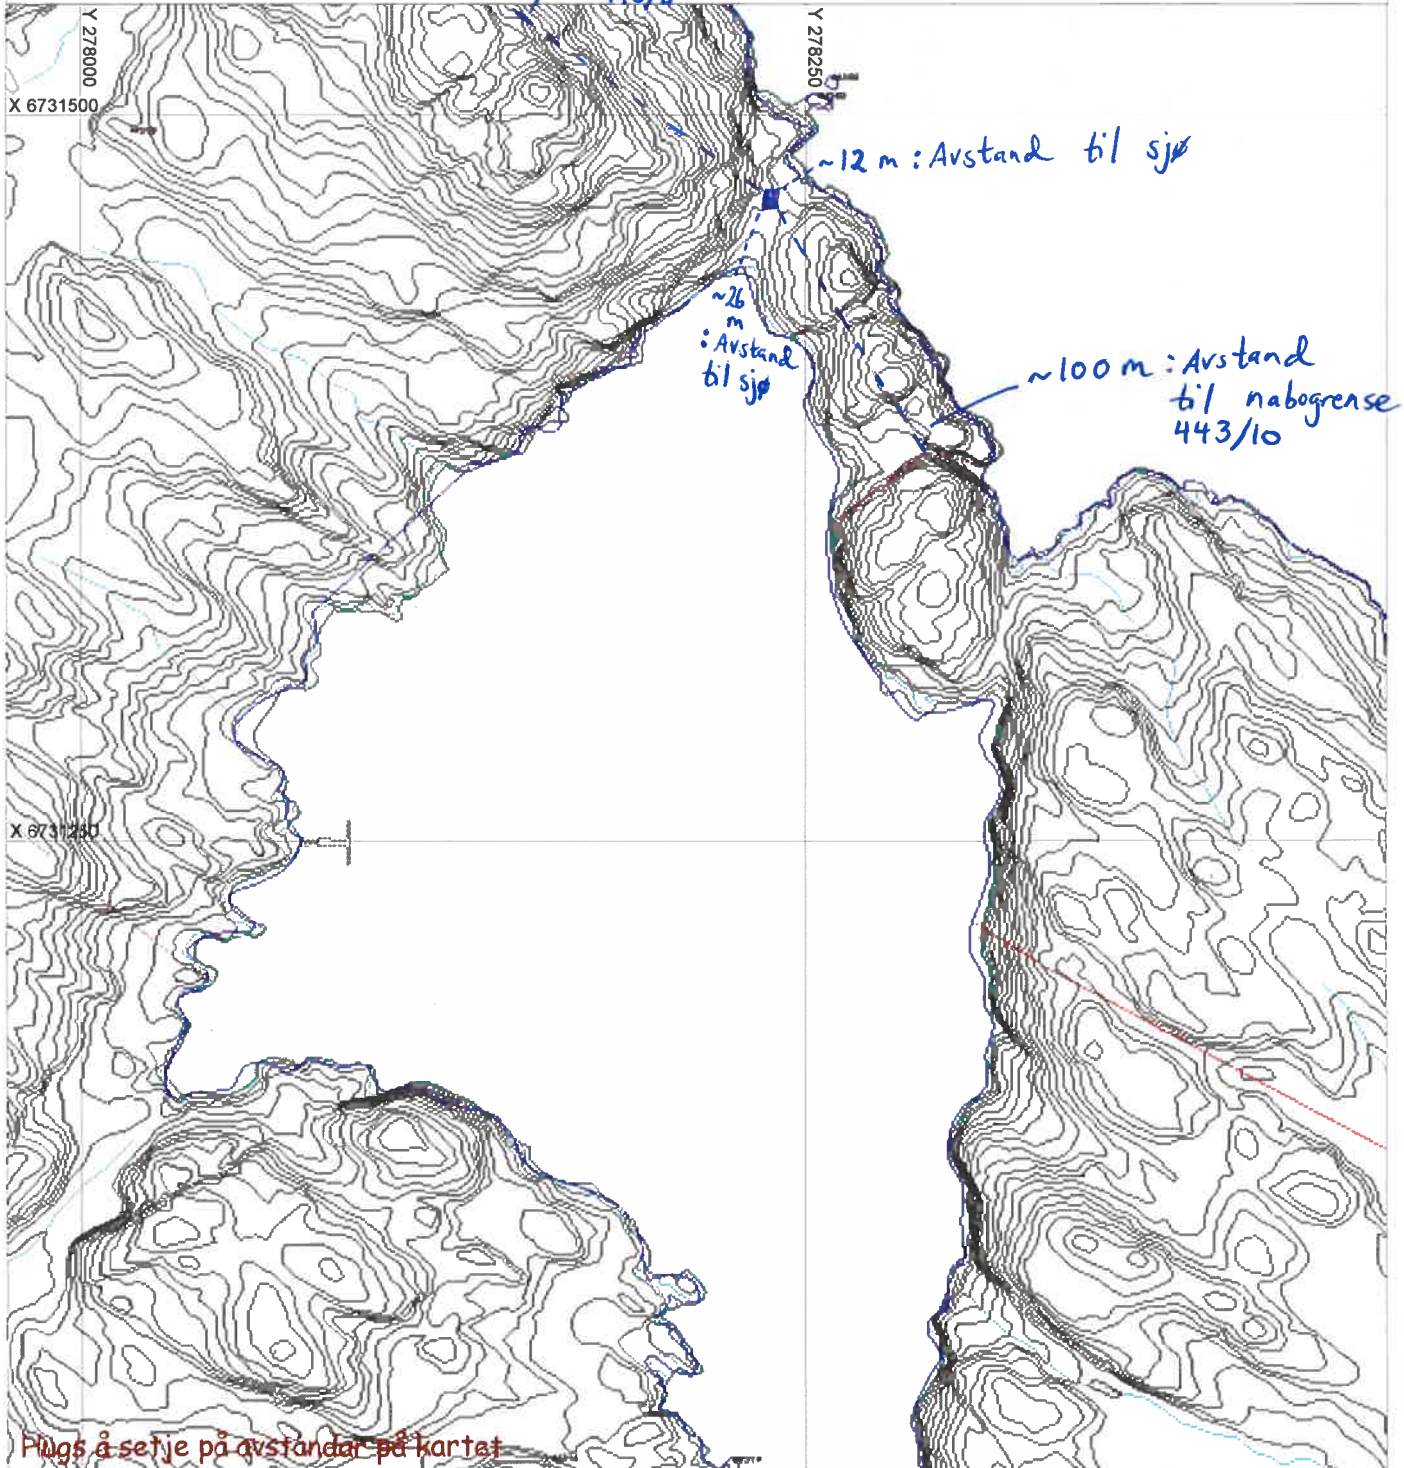 Y 278000
Y 278250
X 6731500
~12 m : Avstand til sjø
~26
m
: Avstand
til sjø
~100 m : Avstand
til nabogrense
443/10
X 6731250
Hugs å setje på avstandar på kartet